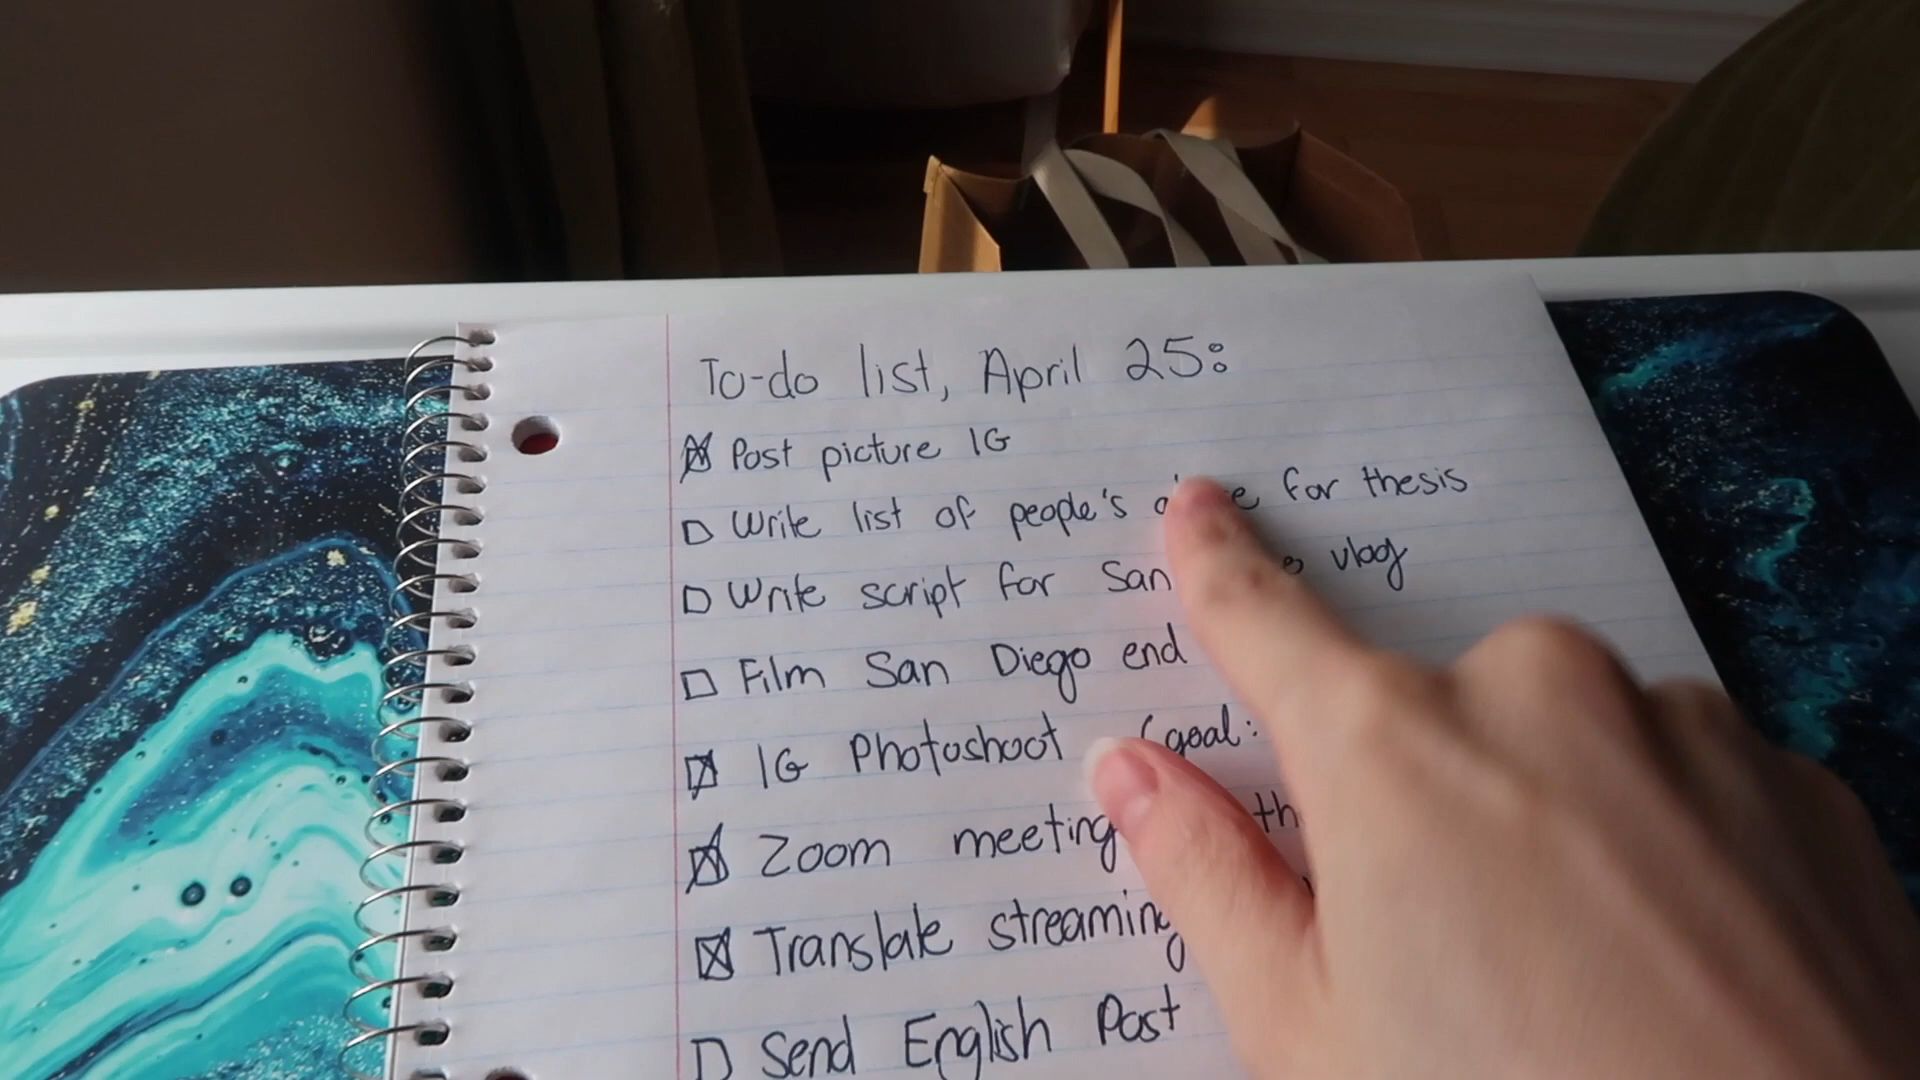 To-do list, April 25:
Post picture IG
Write list of people's for thesis
Write script for San vlog
Film San Diego end
IG Photoshoot (goal:
Zoom meeting
Translate streaming
Send English Post